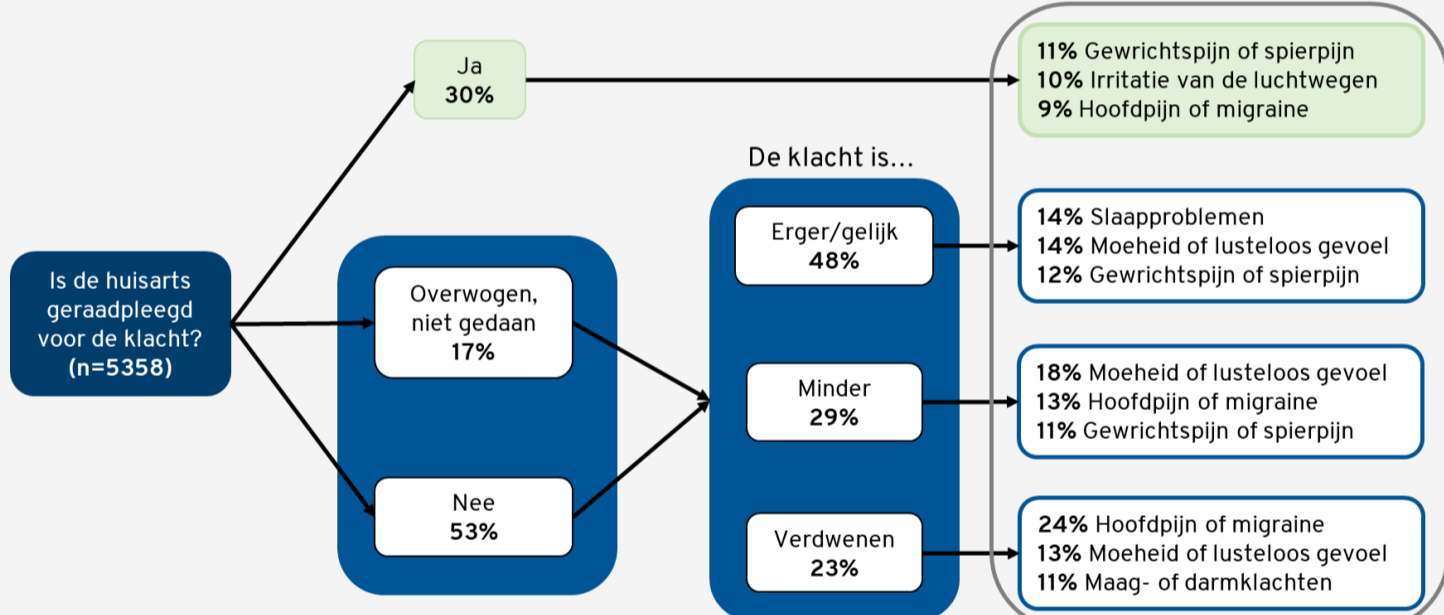 Is de huisarts
geraadpleegd
voor de klacht?
(n=5358)
Ja
30%
Overwogen,
niet gedaan
17%
Nee
53%
De klacht is...
Erger/gelijk
48%
Minder
29%
Verdwenen
23%
11% Gewrichtspijn of spierpijn
10% Irritatie van de luchtwegen
9% Hoofdpijn of migraine
14% Slaapproblemen
14% Moeheid of lusteloos gevoel
12% Gewrichtspijn of spierpijn
18% Moeheid of lusteloos gevoel
13% Hoofdpijn of migraine
11% Gewrichtspijn of spierpijn
24% Hoofdpijn of migraine
13% Moeheid of lusteloos gevoel
11% Maag- of darmklachten